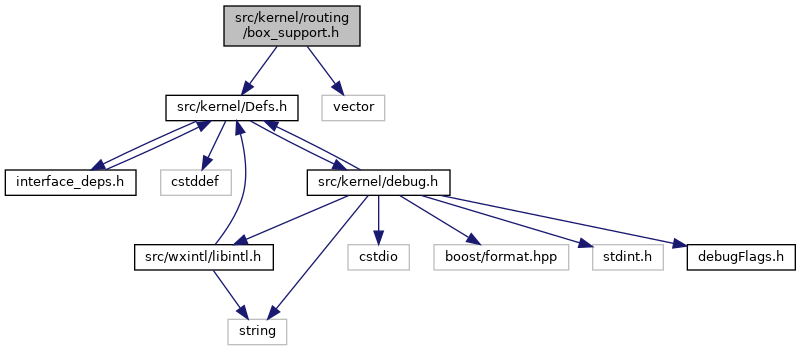 src/kernel/routing
/box_support.h
src/kernel/Defs.h
vector
interface_deps.h
cstddef
src/kernel/debug.h
src/wxintl/libintl.h
cstdio
boost/format.hpp
stdint.h
debugFlags.h
string